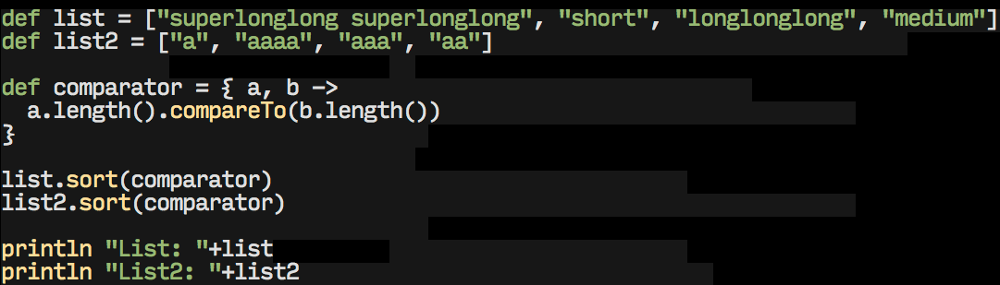 def list = ["superlonglong superlonglong", "short", "longlonglong", "medium"]
def list2 = ["a", "aaaa", "aaa", "aa"]
def comparator = { a, b ->
  a.length().compareTo(b.length())
}
list.sort(comparator)
list2.sort(comparator)
println "List: "+list
println "List2: "+list2